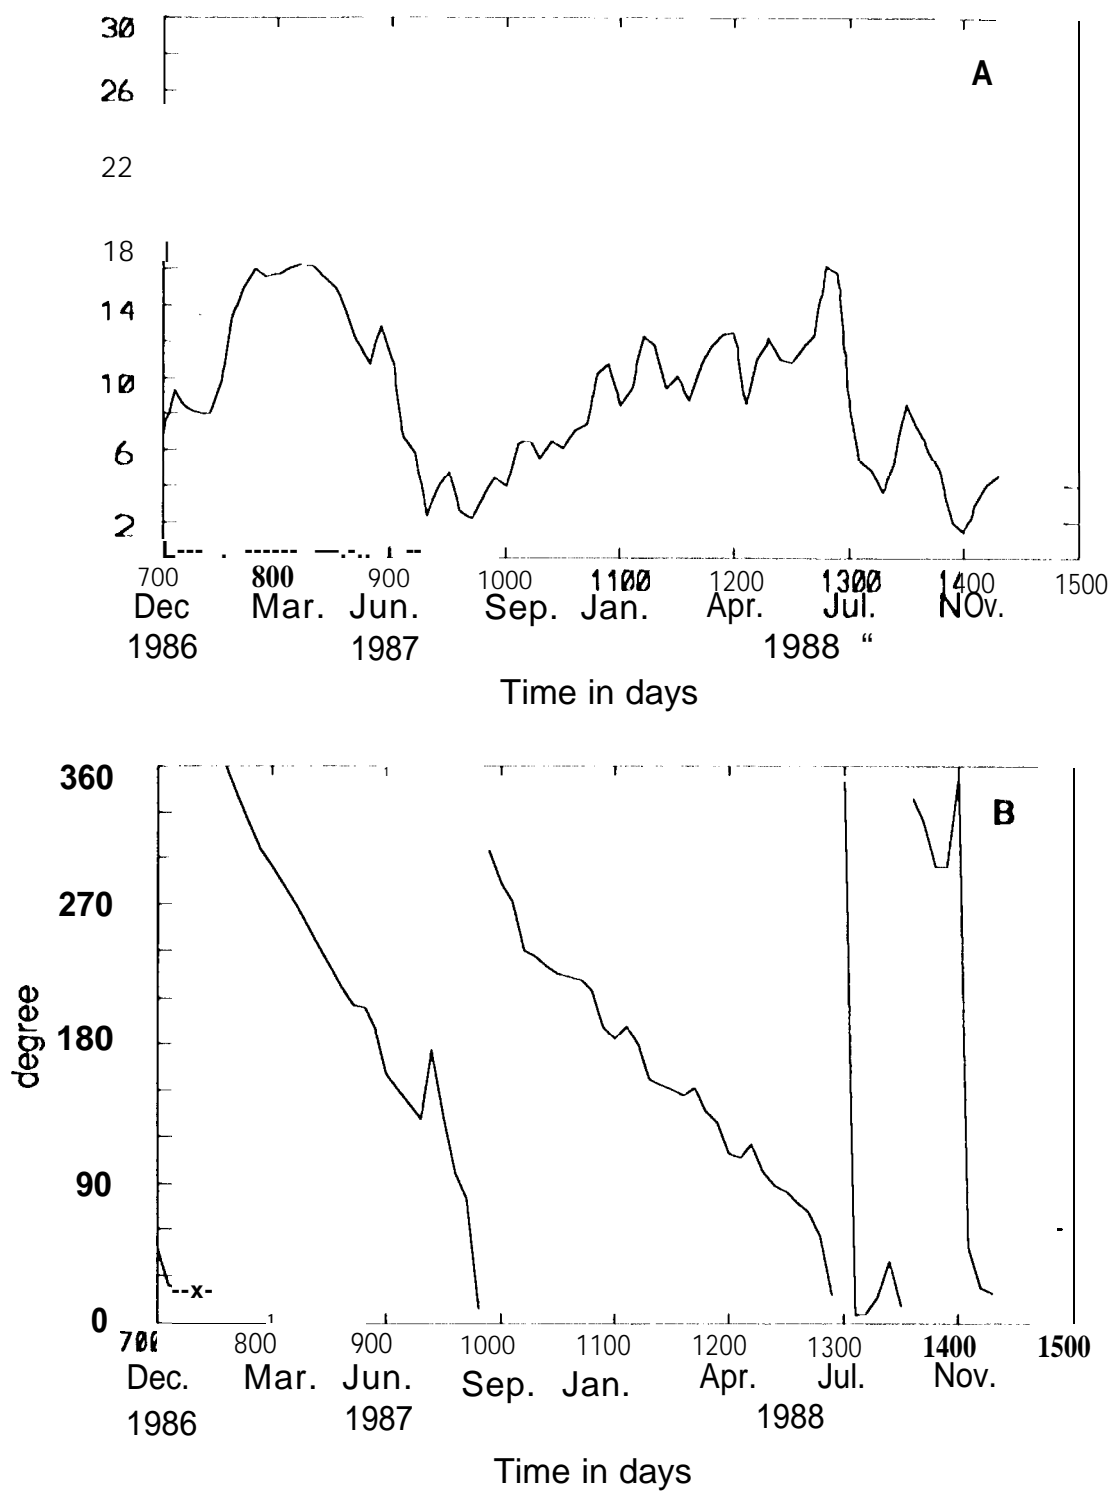 30
A
26
22
18
14
10
6
2
700 800 900 1000 1100 1200 1300 1400 1500
Dec Mar. Jun. Sep. Jan. Apr. Jul. NOv.
1986 1987 1988 “
Time in days
360
B
270
degree
180
90
--x-
0
800 900 1000 1100 1200 1300 1400 1500
Dec. Mar. Jun. Sep. Jan. Apr. Jul. Nov.
1986 1987 1988
Time in days